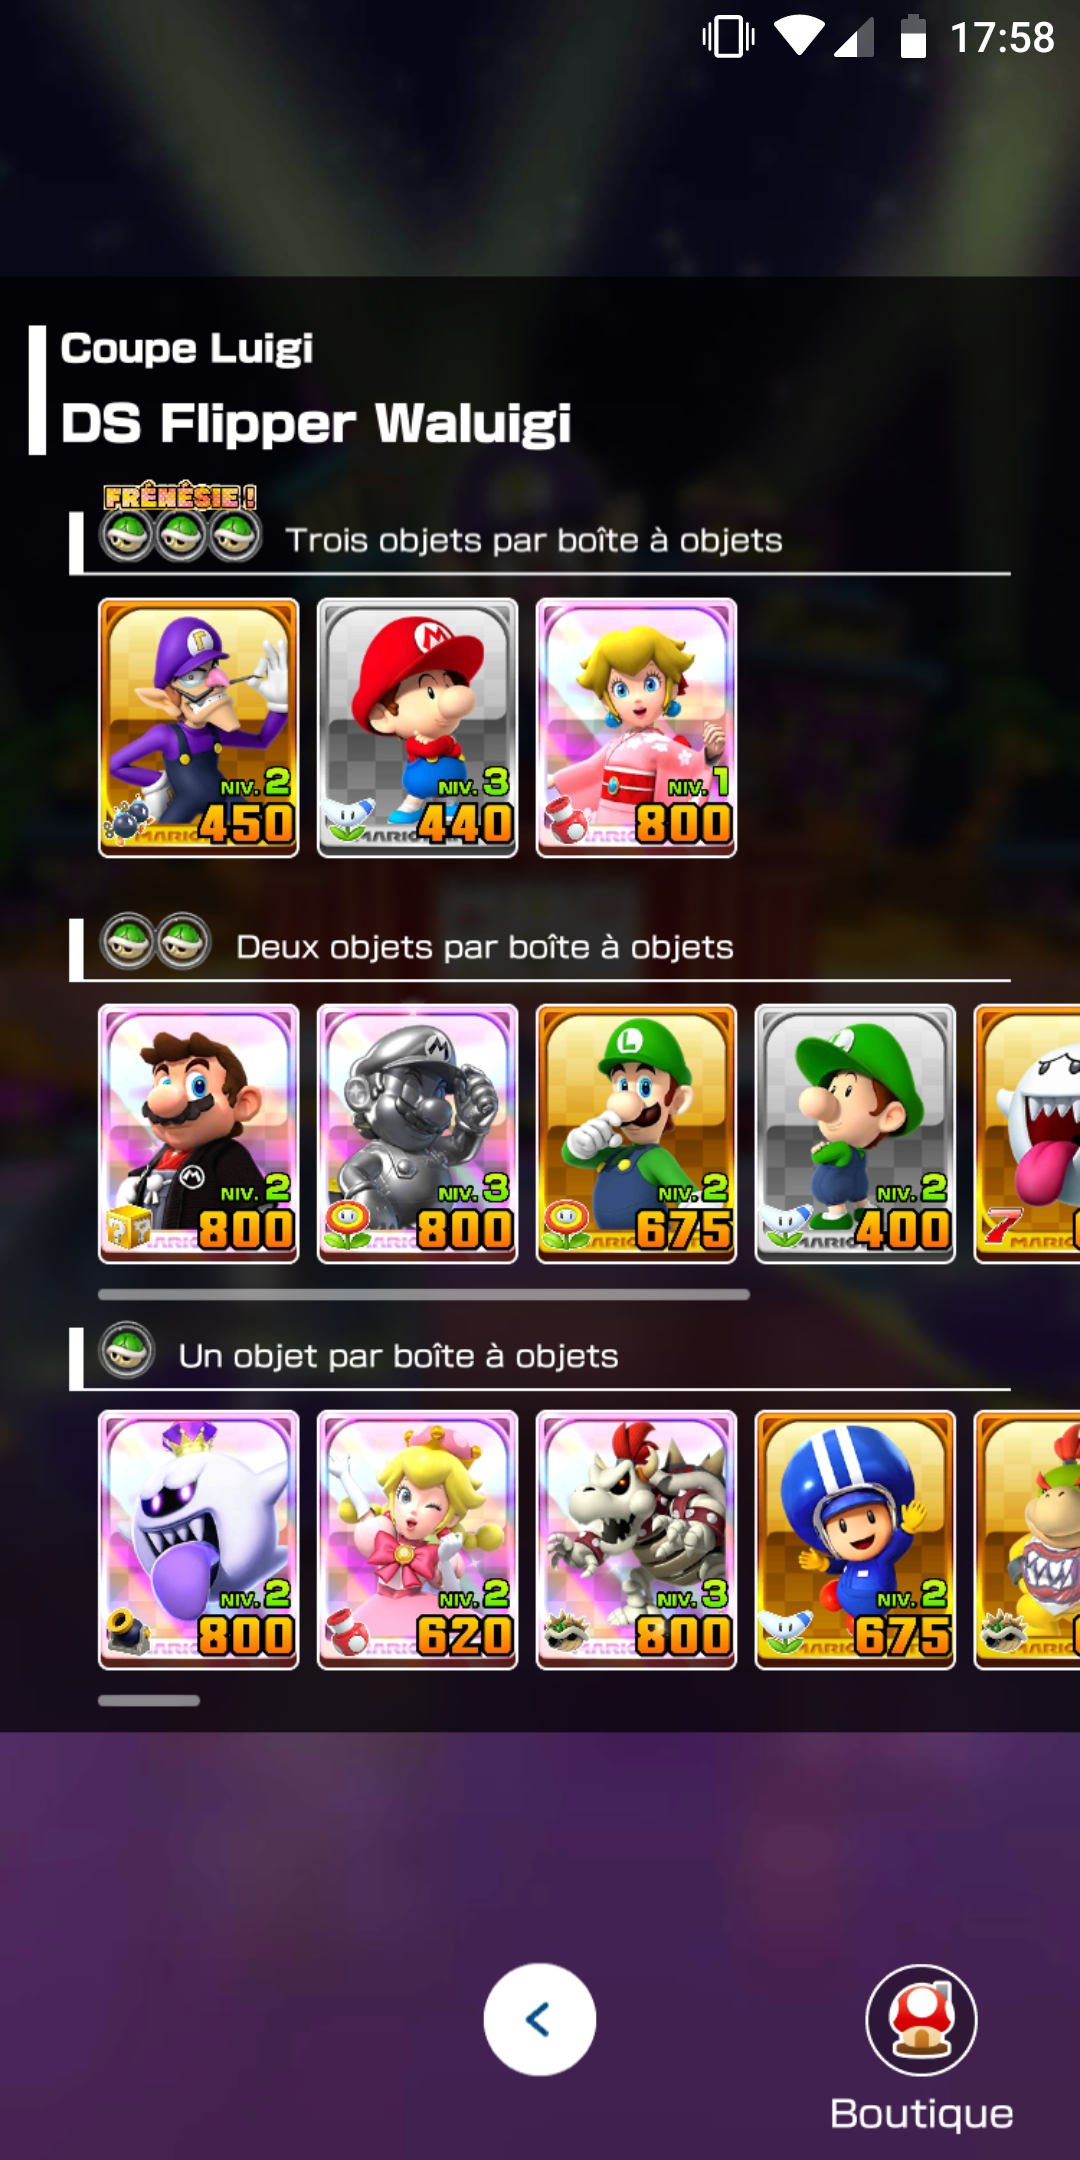 17:58
Coupe Luigi
DS Flipper Waluigi
FRÉNÉSIE !
Trois objets par boîte à objets
NIV. 2 NIV. 3 NIV. 1
450 440 800
Deux objets par boîte à objets
NIV. 2 NIV. 3 NIV. 2 NIV. 2
800 800 675 400
Un objet par boîte à objets
NIV. 2 NIV. 2 NIV. 3 NIV. 2
800 620 800 675
Boutique